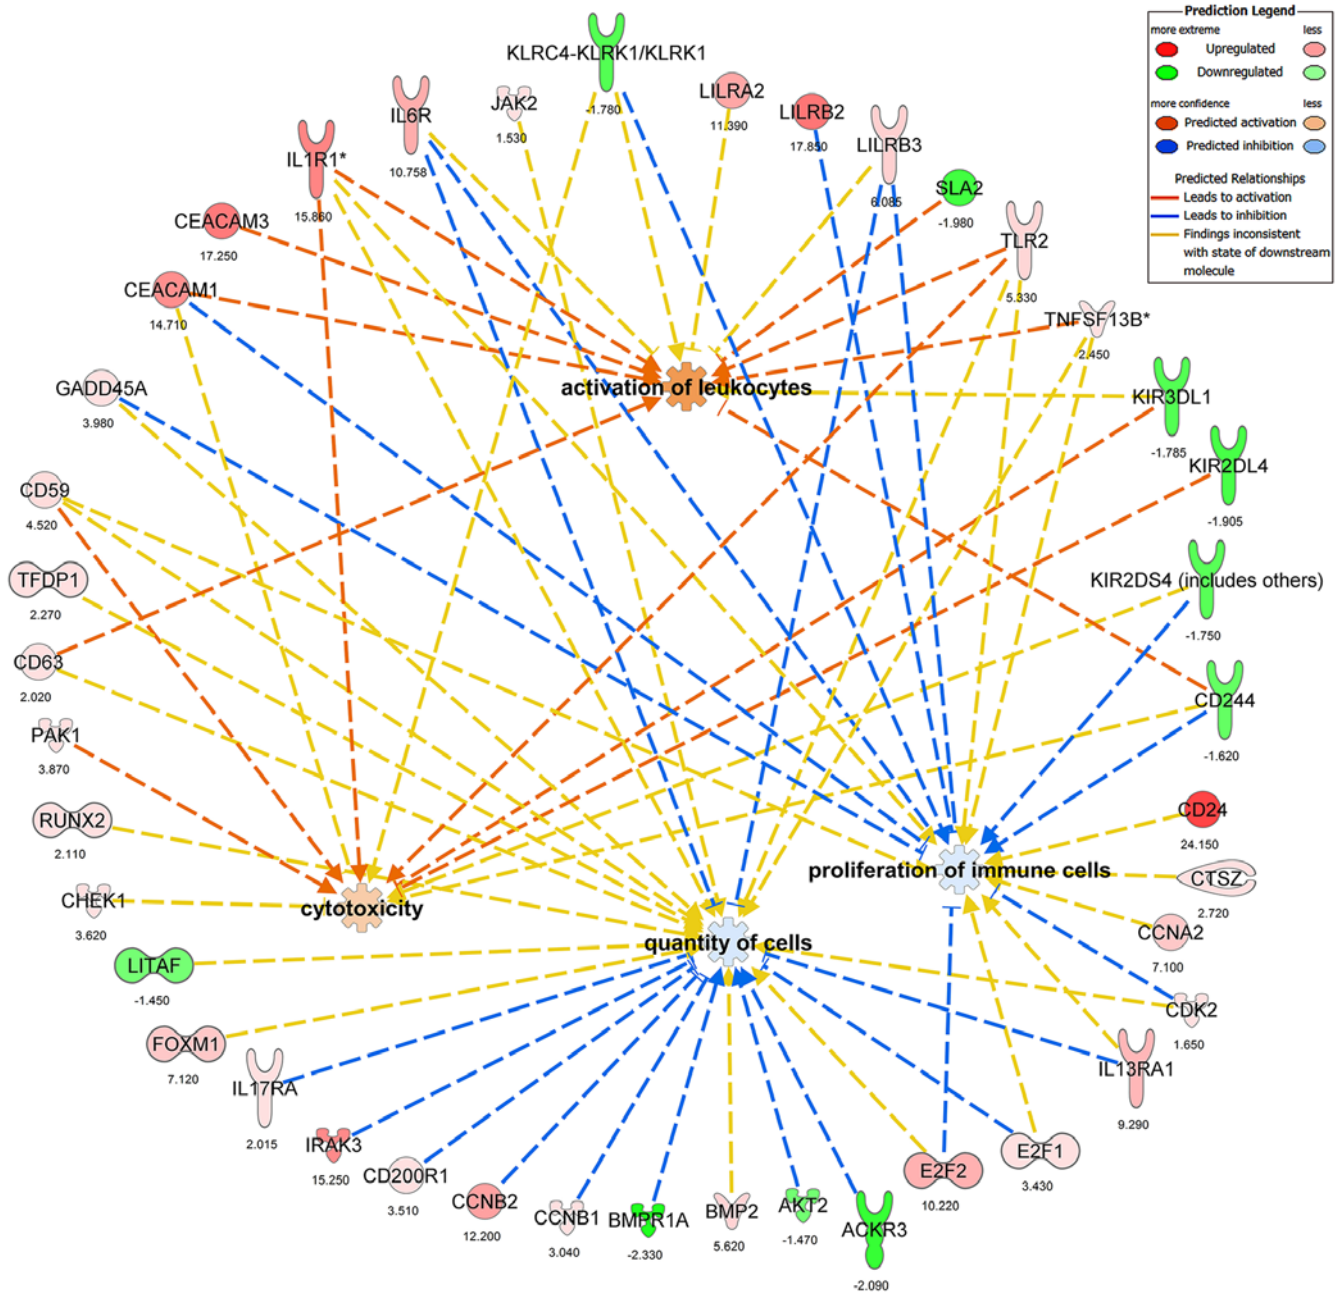 Prediction Legend
more extreme less
Upregulated
Downregulated
more confidence less
Predicted activation
Predicted inhibition
Predicted Relationships
Leads to activation
Leads to inhibition
Findings inconsistent
with state of downstream
molecule
KLRC4-KLRK1/KLRK1
-1.780
JAK2
1.530
IL6R
10.758
IL1R1*
15.860
CEACAM3
17.250
CEACAM1
14.710
GADD45A
3.980
CD59
4.520
TFDP1
2.270
CD63
2.020
PAK1
3.870
RUNX2
2.110
CHEK1
3.620
LITAF
-1.450
FOXM1
7.120
IL17RA
2.015
IRAK3
15.250
CD200R1
3.510
CCNB2
12.200
CCNB1
3.040
BMPR1A
-2.330
BMP2
5.620
AKT2
-1.470
ACKR3
-2.090
E2F2
10.220
E2F1
3.430
IL13RA1
9.290
CDK2
1.650
CCNA2
7.100
CTSZ
2.720
CD24
24.150
CD244
-1.620
KIR2DS4 (includes others)
-1.750
KIR2DL4
-1.905
KIR3DL1
-1.785
TNFSF13B*
2.450
TLR2
5.330
SLA2
-1.980
LILRB3
6.085
LILRB2
17.850
LILRA2
11.390
activation of leukocytes
proliferation of immune cells
cytotoxicity
quantity of cells